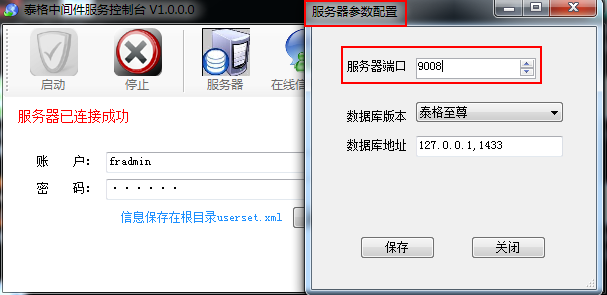 泰格中间件服务控制台 V1.0.0.0
启动
停止
服务器
在线信
服务器已连接成功
账 户: fradmin
密 码: ······
信息保存在根目录userset.xml
服务器参数配置
服务器端口 9008
数据库版本 泰格至尊
数据库地址 127.0.0.1,1433
保存
关闭